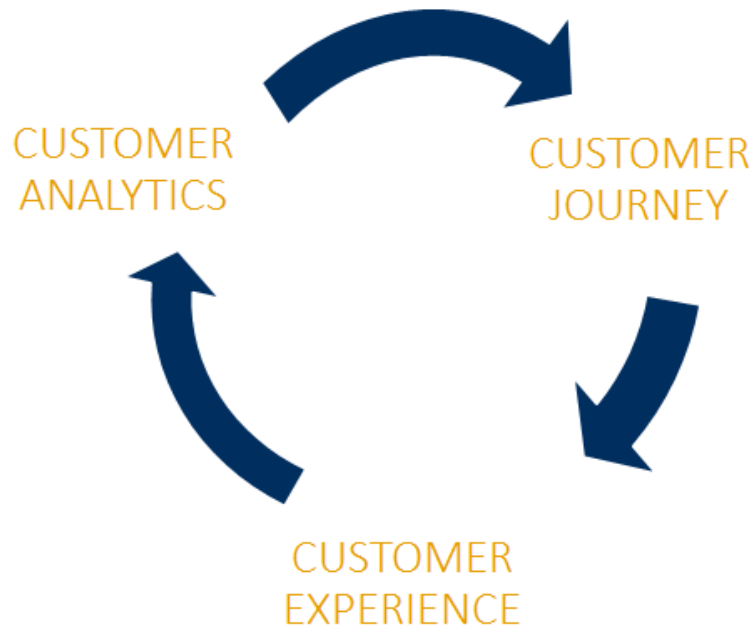 CUSTOMER
ANALYTICS
CUSTOMER
JOURNEY
CUSTOMER
EXPERIENCE